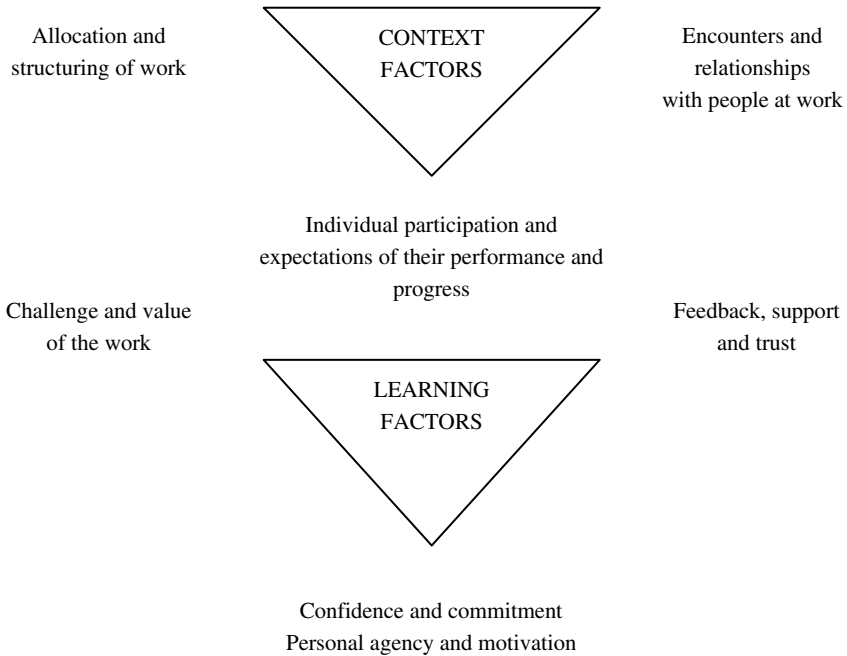 Allocation and
structuring of work
CONTEXT
FACTORS
Encounters and
relationships
with people at work
Individual participation and
expectations of their performance and
progress
Challenge and value
of the work
Feedback, support
and trust
LEARNING
FACTORS
Confidence and commitment
Personal agency and motivation